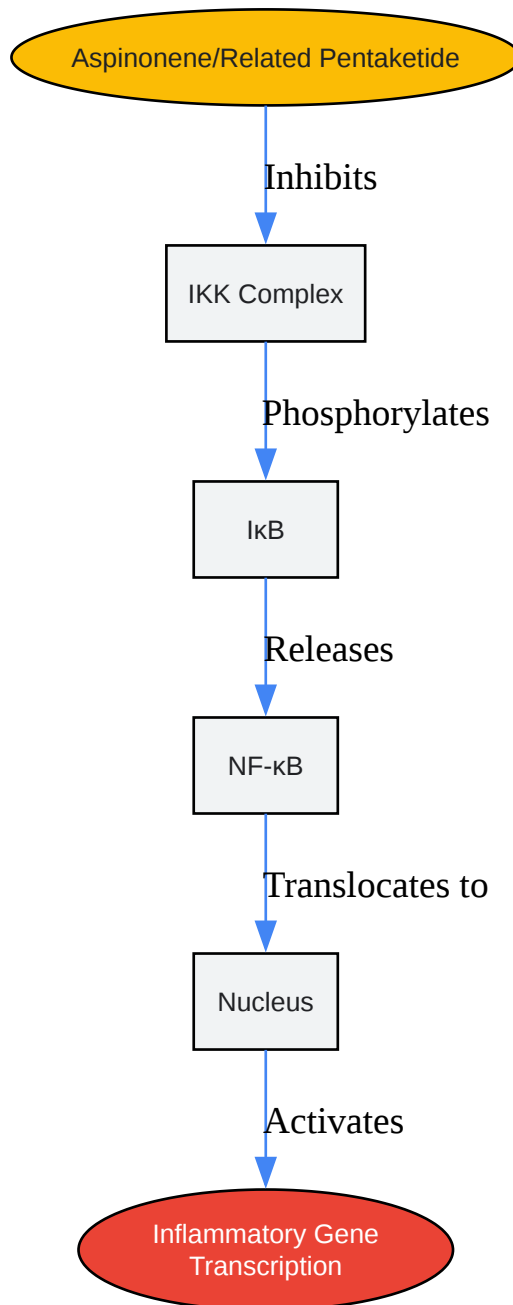 Aspinonene/Related Pentaketide
Inhibits
IKK Complex
Phosphorylates
IκB
Releases
NF-κB
Translocates to
Nucleus
Activates
Inflammatory Gene
Transcription